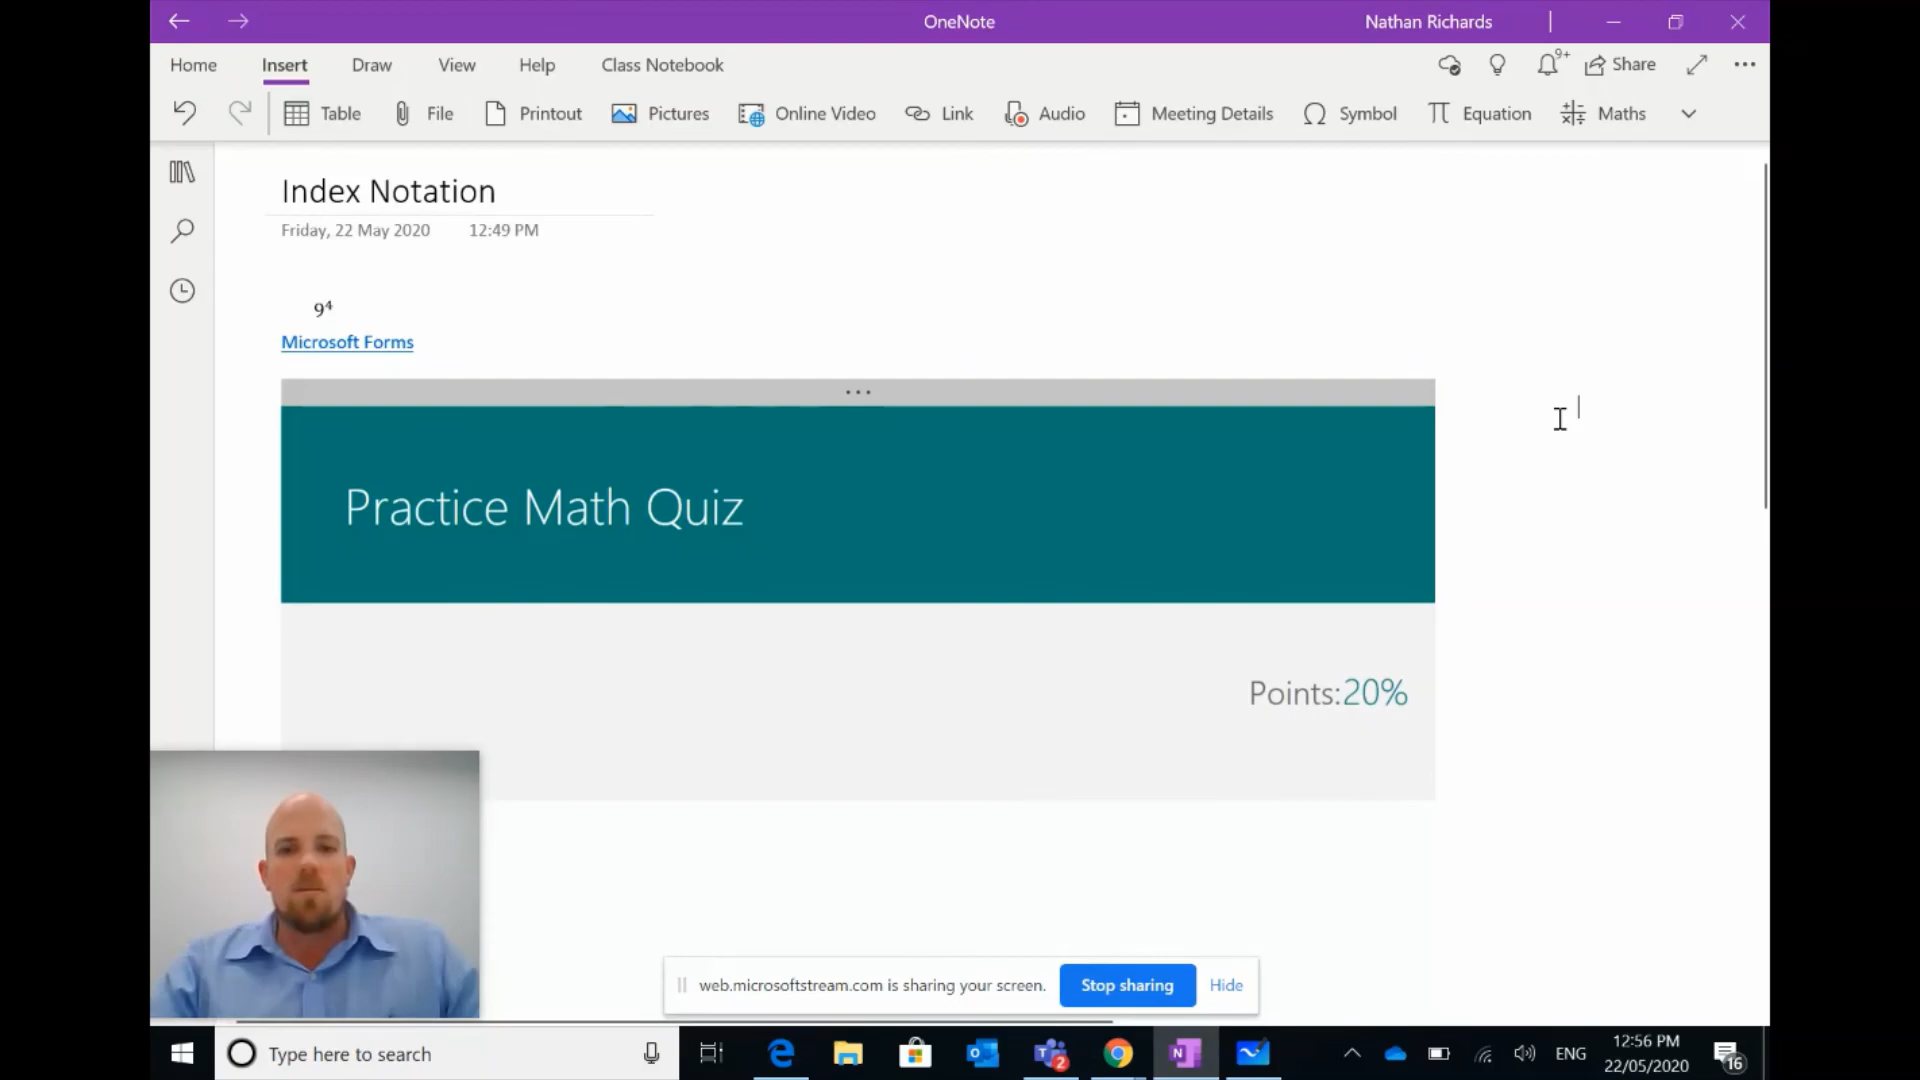 OneNote
Nathan Richards
Home Insert Draw View Help Class Notebook
9+
Share
Table File Printout Pictures Online Video Link Audio Meeting Details Symbol Equation Maths
Index Notation
Friday, 22 May 2020 12:49 PM
9⁴
Microsoft Forms
Practice Math Quiz
Points:20%
web.microsoftstream.com is sharing your screen. Stop sharing Hide
Type here to search
2
ENG
12:56 PM
22/05/2020
16